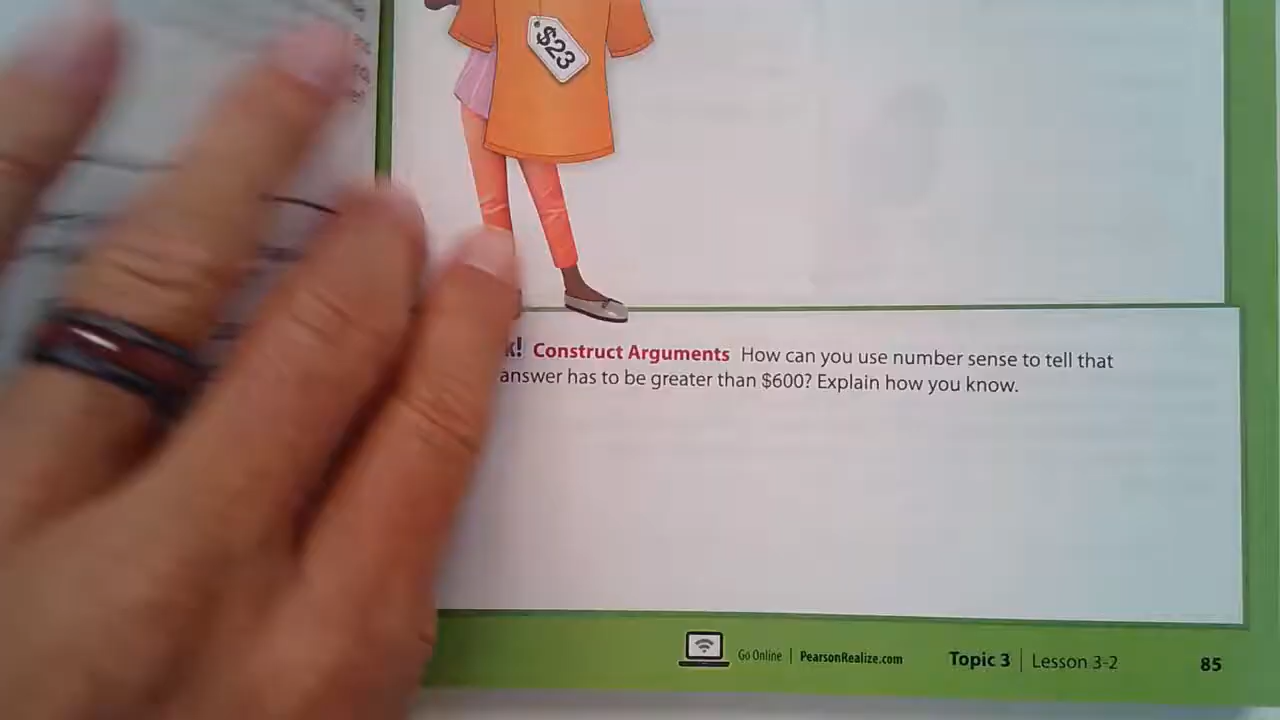 $23
Construct Arguments How can you use number sense to tell that
answer has to be greater than $600? Explain how you know.
Go Online | PearsonRealize.com Topic 3 | Lesson 3-2 85